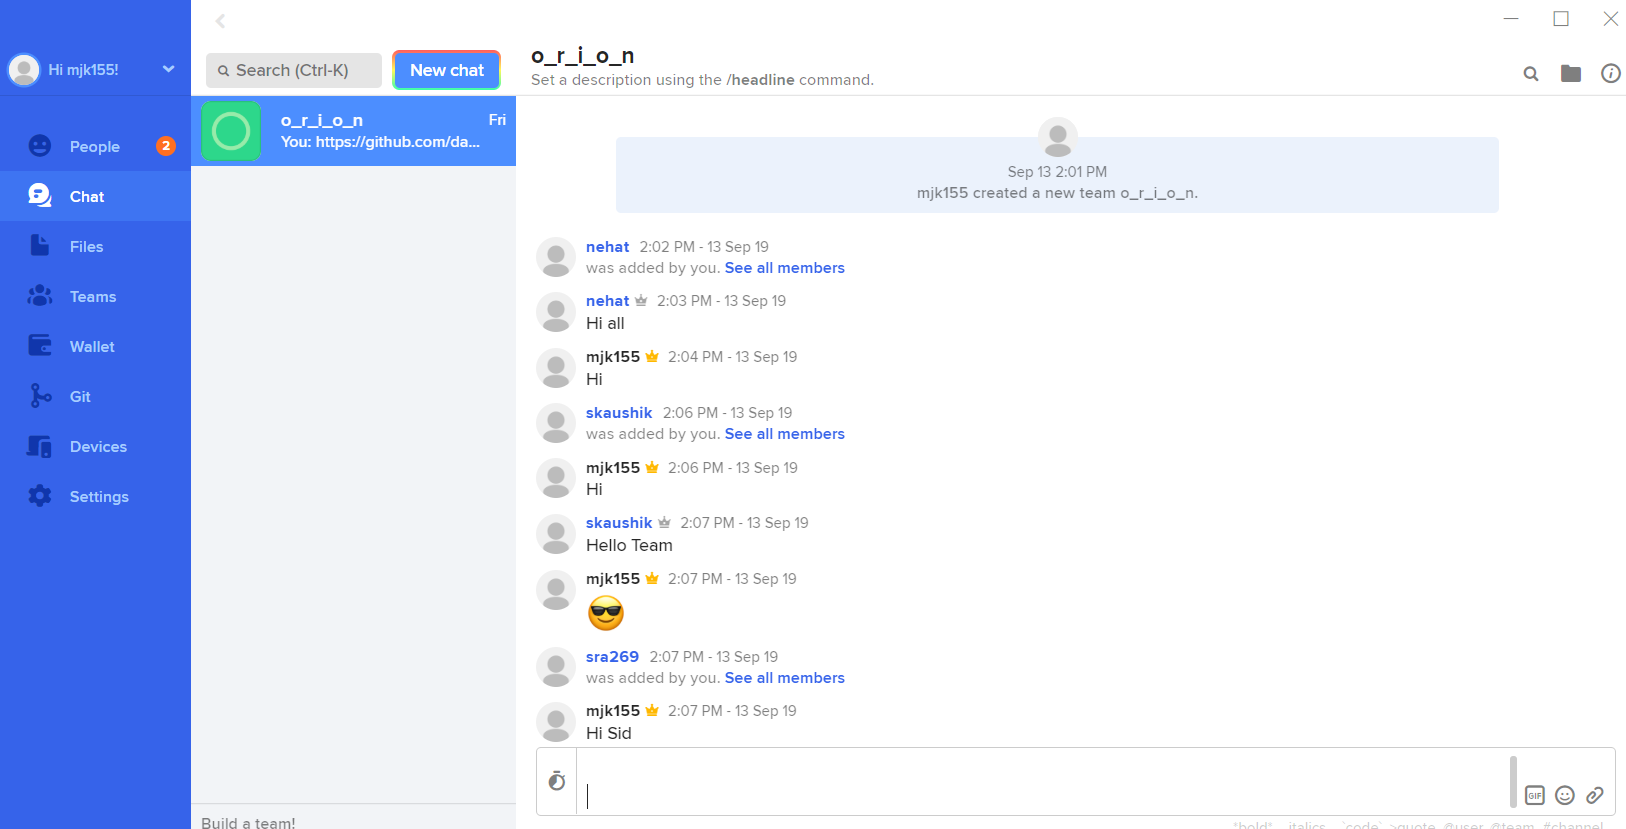 Hi mjk155!
People 2
Chat
Files
Teams
Wallet
Git
Devices
Settings
Search (Ctrl-K)
New chat
o_r_i_o_n Fri
You: https://github.com/da...
Build a team!
o_r_i_o_n
Set a description using the /headline command.
Sep 13 2:01 PM
mjk155 created a new team o_r_i_o_n.
nehat 2:02 PM - 13 Sep 19
was added by you. See all members
nehat 2:03 PM - 13 Sep 19
Hi all
mjk155 2:04 PM - 13 Sep 19
Hi
skaushik 2:06 PM - 13 Sep 19
was added by you. See all members
mjk155 2:06 PM - 13 Sep 19
Hi
skaushik 2:07 PM - 13 Sep 19
Hello Team
mjk155 2:07 PM - 13 Sep 19
sra269 2:07 PM - 13 Sep 19
was added by you. See all members
mjk155 2:07 PM - 13 Sep 19
Hi Sid
GIF
*bold* _italics_ `code` >quote @user @team #channel